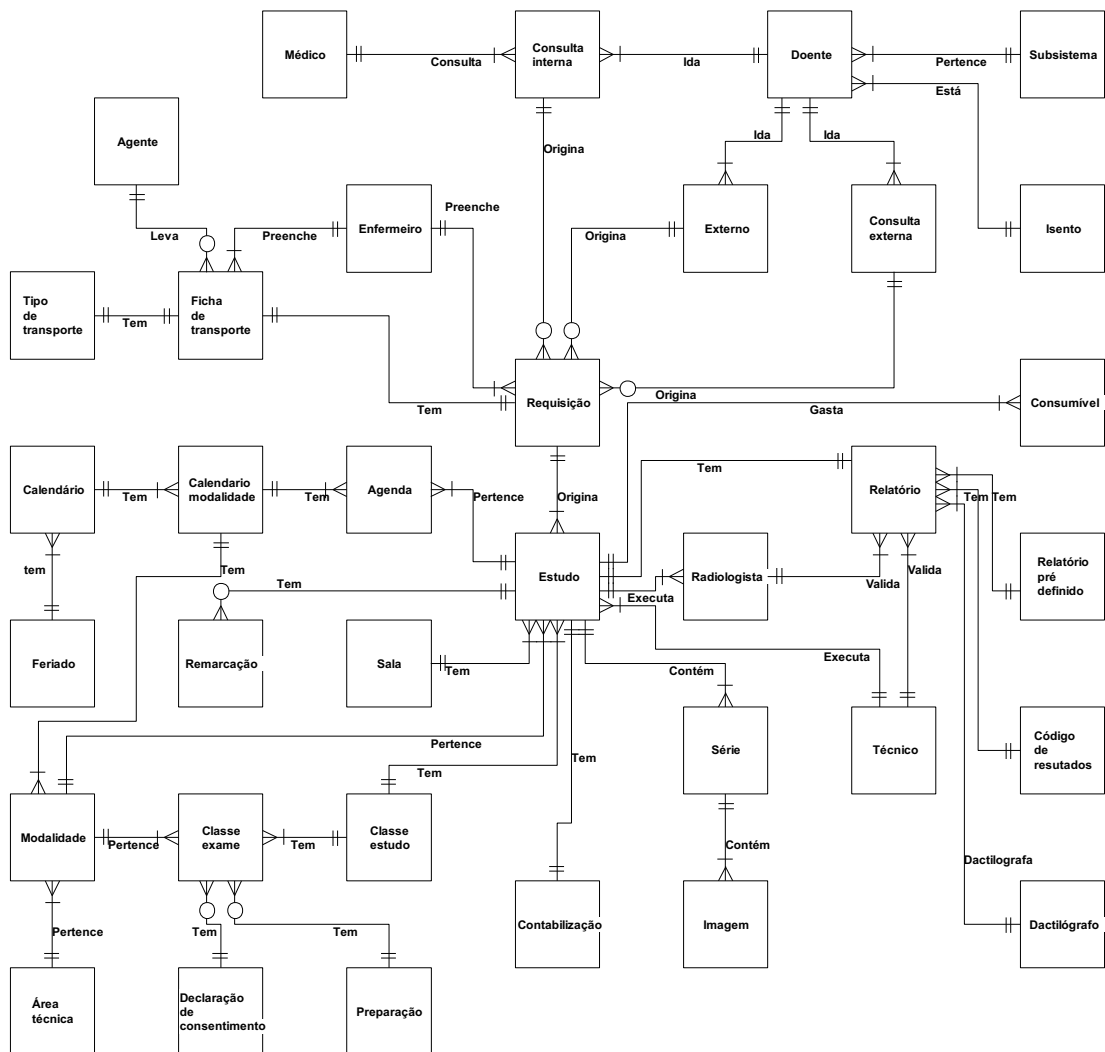 Médico
Consulta
Consulta
interna
Ida
Doente
Pertence
Subsistema
Está
Agente
Ida
Ida
Origina
Leva
Preenche
Enfermeiro
Preenche
Origina
Externo
Consulta
externa
Isento
Tipo
de
transporte
Tem
Ficha
de
transporte
Tem
Requisição
Origina
Gasta
Consumível
Calendário
Tem
Calendario
modalidade
Tem
Agenda
Pertence
Origina
Tem
Relatório
Tem Tem
tem
Tem
Tem
Estudo
Executa
Radiologista
Valida
Valida
Relatório
pré
definido
Feriado
Remarcação
Sala
Tem
Contém
Executa
Pertence
Tem
Tem
Série
Técnico
Código
de
resutados
Modalidade
Pertence
Classe
exame
Tem
Classe
estudo
Contém
Dactilografa
Pertence
Tem
Tem
Contabilização
Imagem
Dactilógrafo
Área
técnica
Declaração
de
consentimento
Preparação